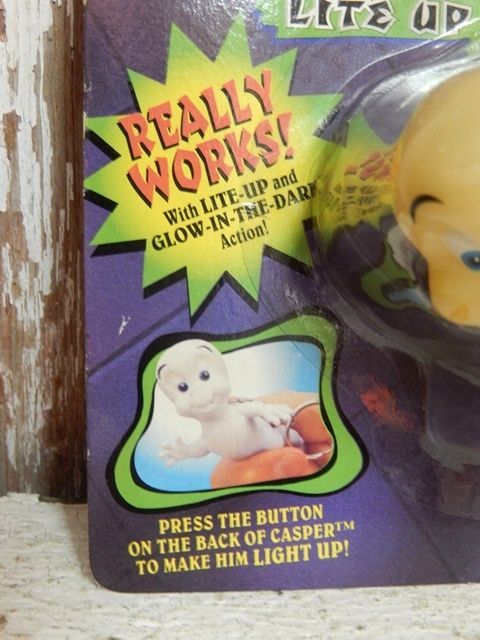 LITE UP
REALLY
WORKS!
With LITE-UP and
GLOW-IN-THE-DARK
Action!
PRESS THE BUTTON
ON THE BACK OF CASPER™
TO MAKE HIM LIGHT UP!